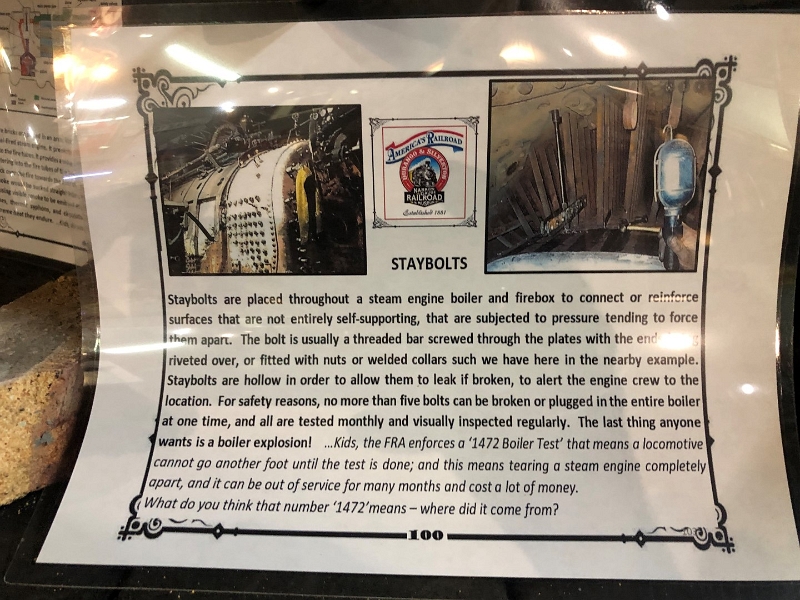 AMERICA'S RAILROAD
DURANGO & SILVERTON
NARROW
GAUGE
RAILROAD
Established 1881
STAYBOLTS
Staybolts are placed throughout a steam engine boiler and firebox to connect or reinforce
surfaces that are not entirely self-supporting, that are subjected to pressure tending to force
them apart. The bolt is usually a threaded bar screwed through the plates with the ends
riveted over, or fitted with nuts or welded collars such we have here in the nearby example.
Staybolts are hollow in order to allow them to leak if broken, to alert the engine crew to the
location. For safety reasons, no more than five bolts can be broken or plugged in the entire boiler
at one time, and all are tested monthly and visually inspected regularly. The last thing anyone
wants is a boiler explosion! ...Kids, the FRA enforces a '1472 Boiler Test' that means a locomotive
cannot go another foot until the test is done; and this means tearing a steam engine completely
apart, and it can be out of service for many months and cost a lot of money.
What do you think that number '1472'means – where did it come from?
100